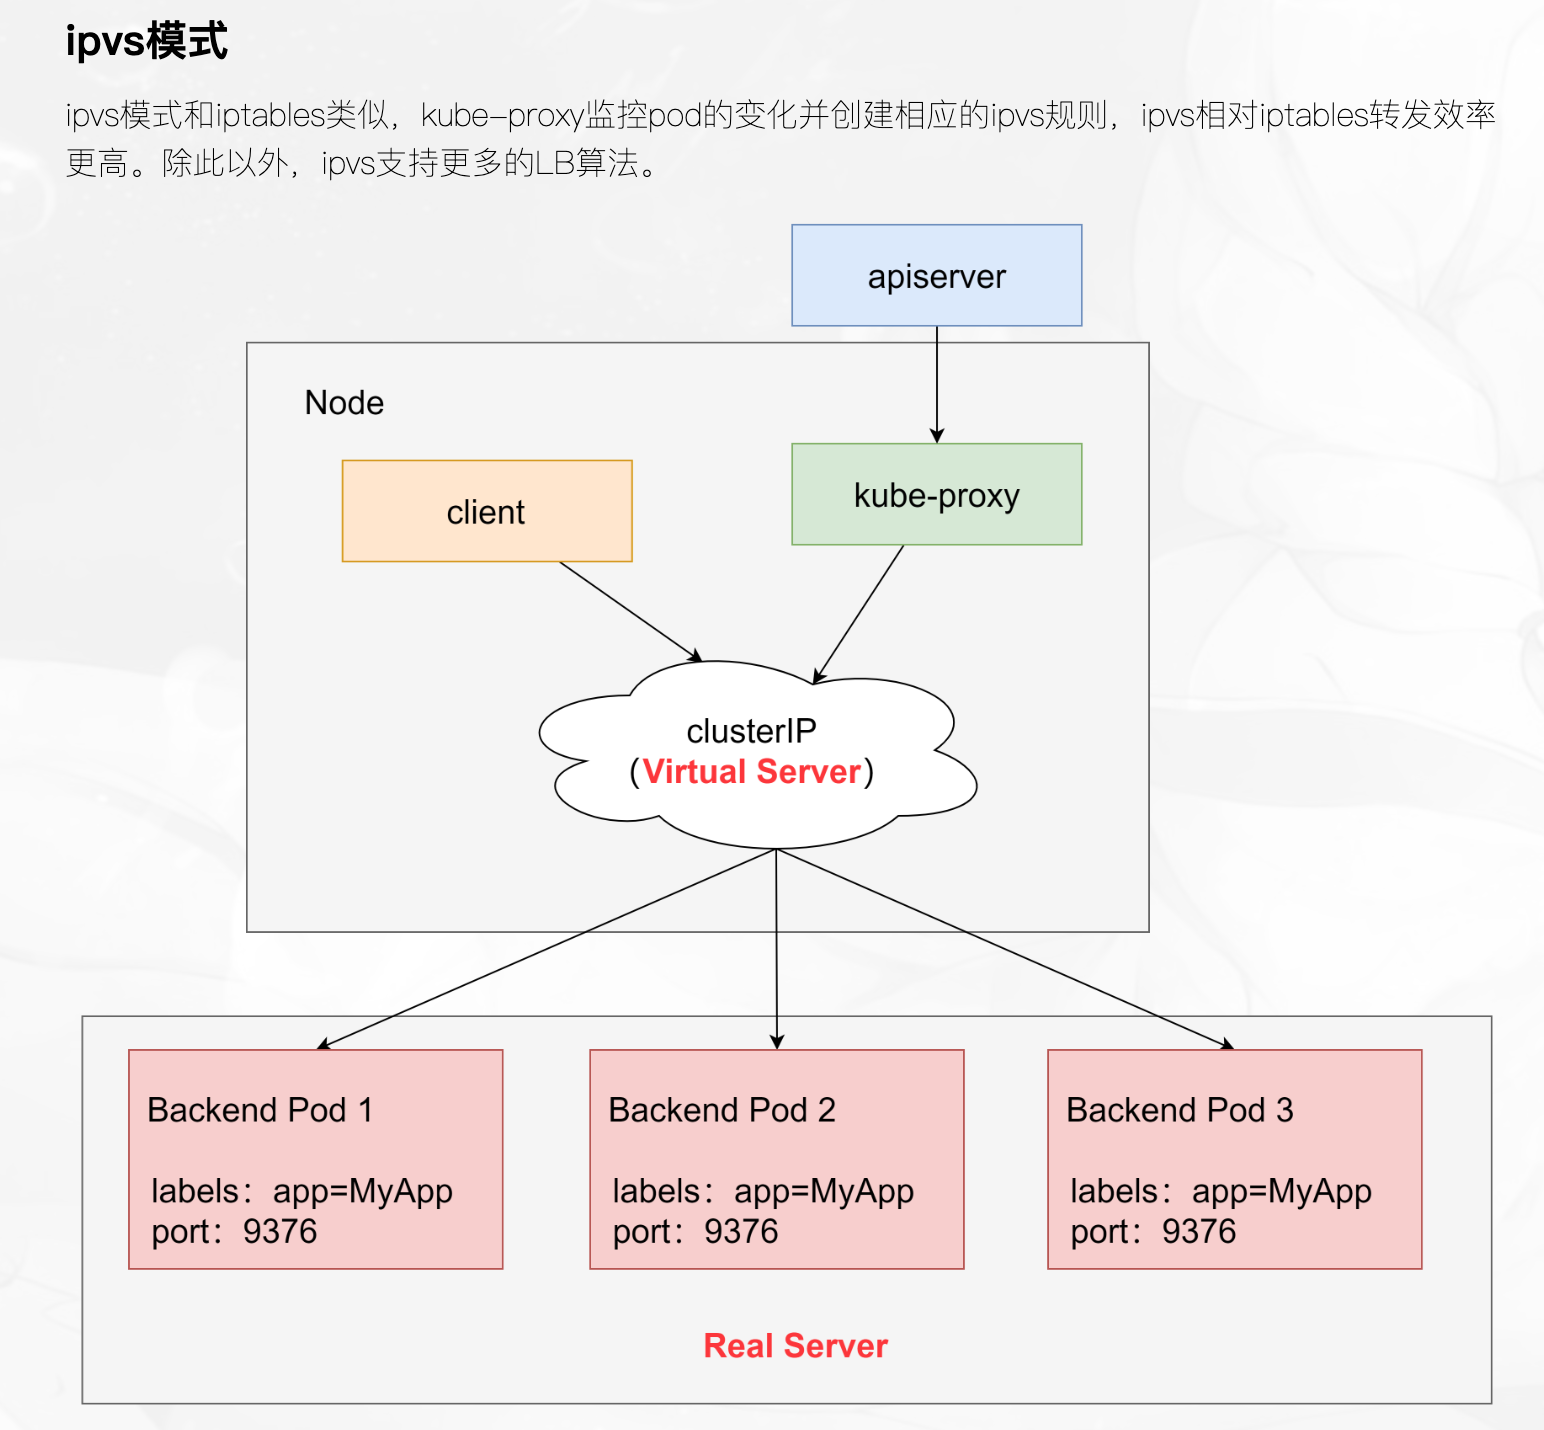 ipvs模式
ipvs模式和iptables类似，kube-proxy监控pod的变化并创建相应的ipvs规则，ipvs相对iptables转发效率
更高。除此以外，ipvs支持更多的LB算法。
apiserver
Node
client
kube-proxy
clusterIP
(Virtual Server)
Backend Pod 1
labels：app=MyApp
port：9376
Backend Pod 2
labels：app=MyApp
port：9376
Backend Pod 3
labels：app=MyApp
port：9376
Real Server